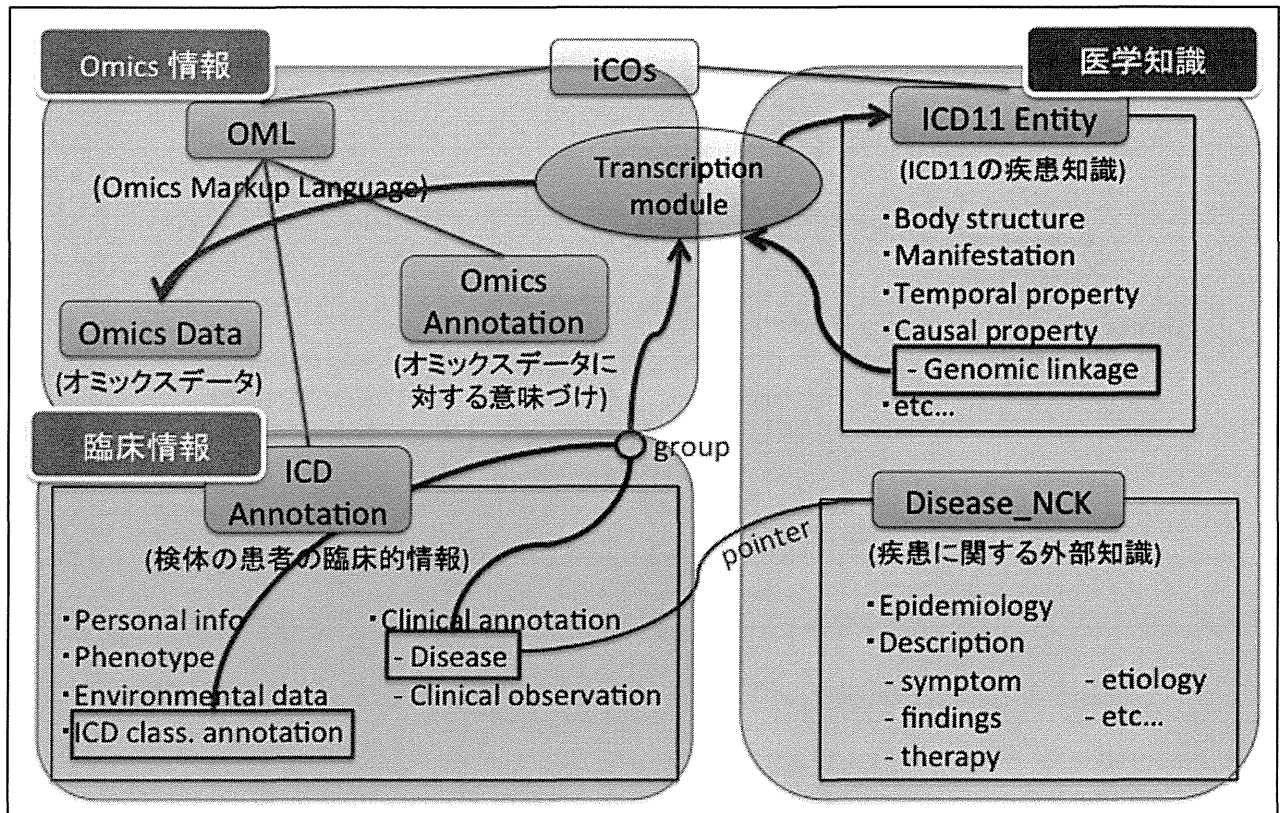 Omics 情報
iCOs
医学知識
OML
(Omics Markup Language)
Transcription
module
ICD11 Entity
(ICD11の疾患知識)
・Body structure
・Manifestation
・Temporal property
・Causal property
- Genomic linkage
・etc...
Omics Data
(オミックスデータ)
Omics
Annotation
(オミックスデータに
対する意味づけ)
臨床情報
group
ICD
Annotation
(検体の患者の臨床的情報)
・Personal info
・Phenotype
・Environmental data
・ICD class. annotation
・Clinical annotation
- Disease
- Clinical observation
pointer
Disease_NCK
(疾患に関する外部知識)
・Epidemiology
・Description
- symptom
- findings
- therapy
- etiology
- etc...